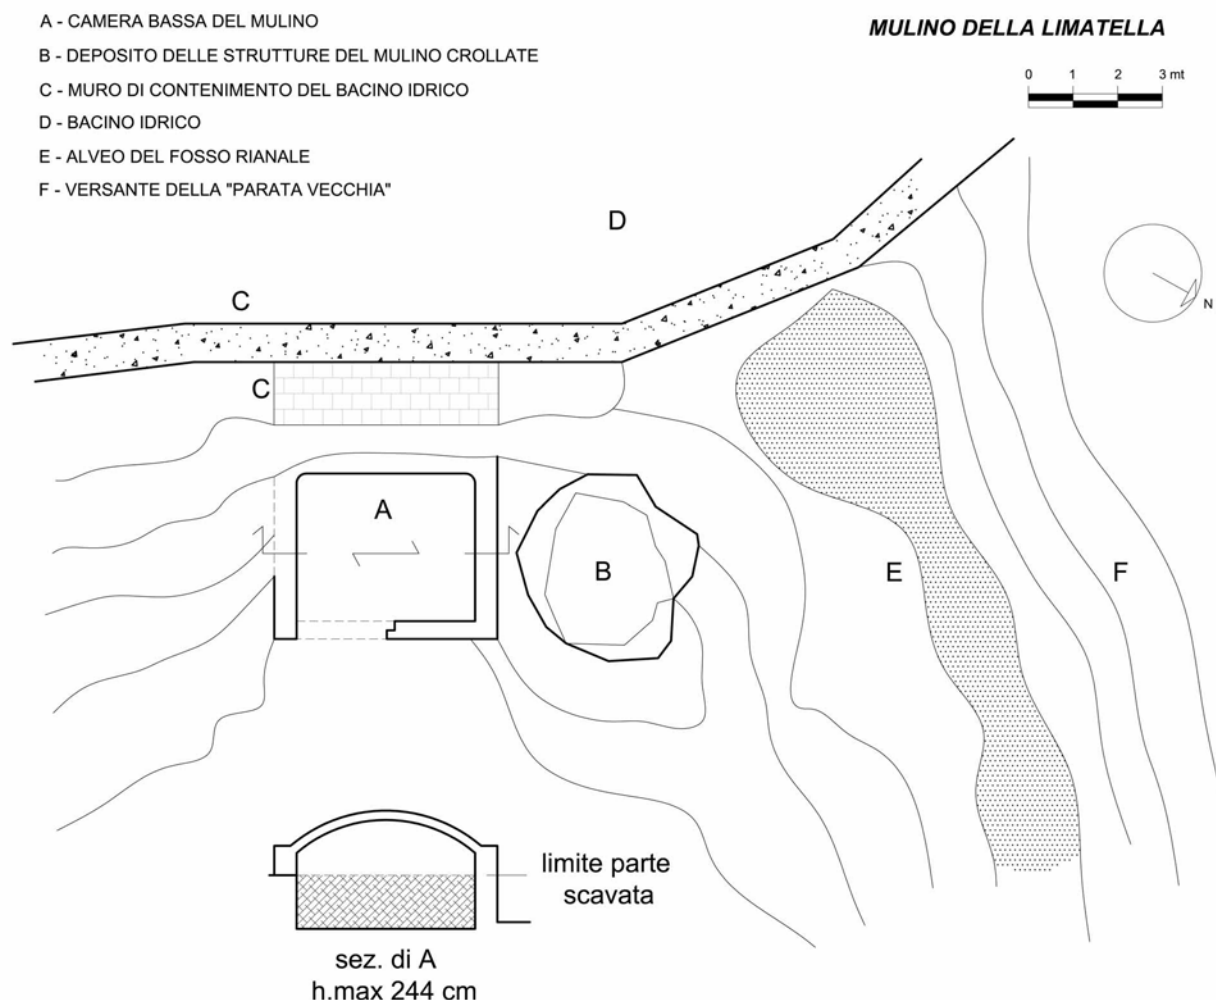 A - CAMERA BASSA DEL MULINO
B - DEPOSITO DELLE STRUTTURE DEL MULINO CROLLATE
C - MURO DI CONTENIMENTO DEL BACINO IDRICO
D - BACINO IDRICO
E - ALVEO DEL FOSSO RIANALE
F - VERSANTE DELLA "PARATA VECCHIA"
MULINO DELLA LIMATELLA
0 1 2 3 mt
D
N
C
C
A
B
E
F
limite parte
scavata
sez. di A
h.max 244 cm